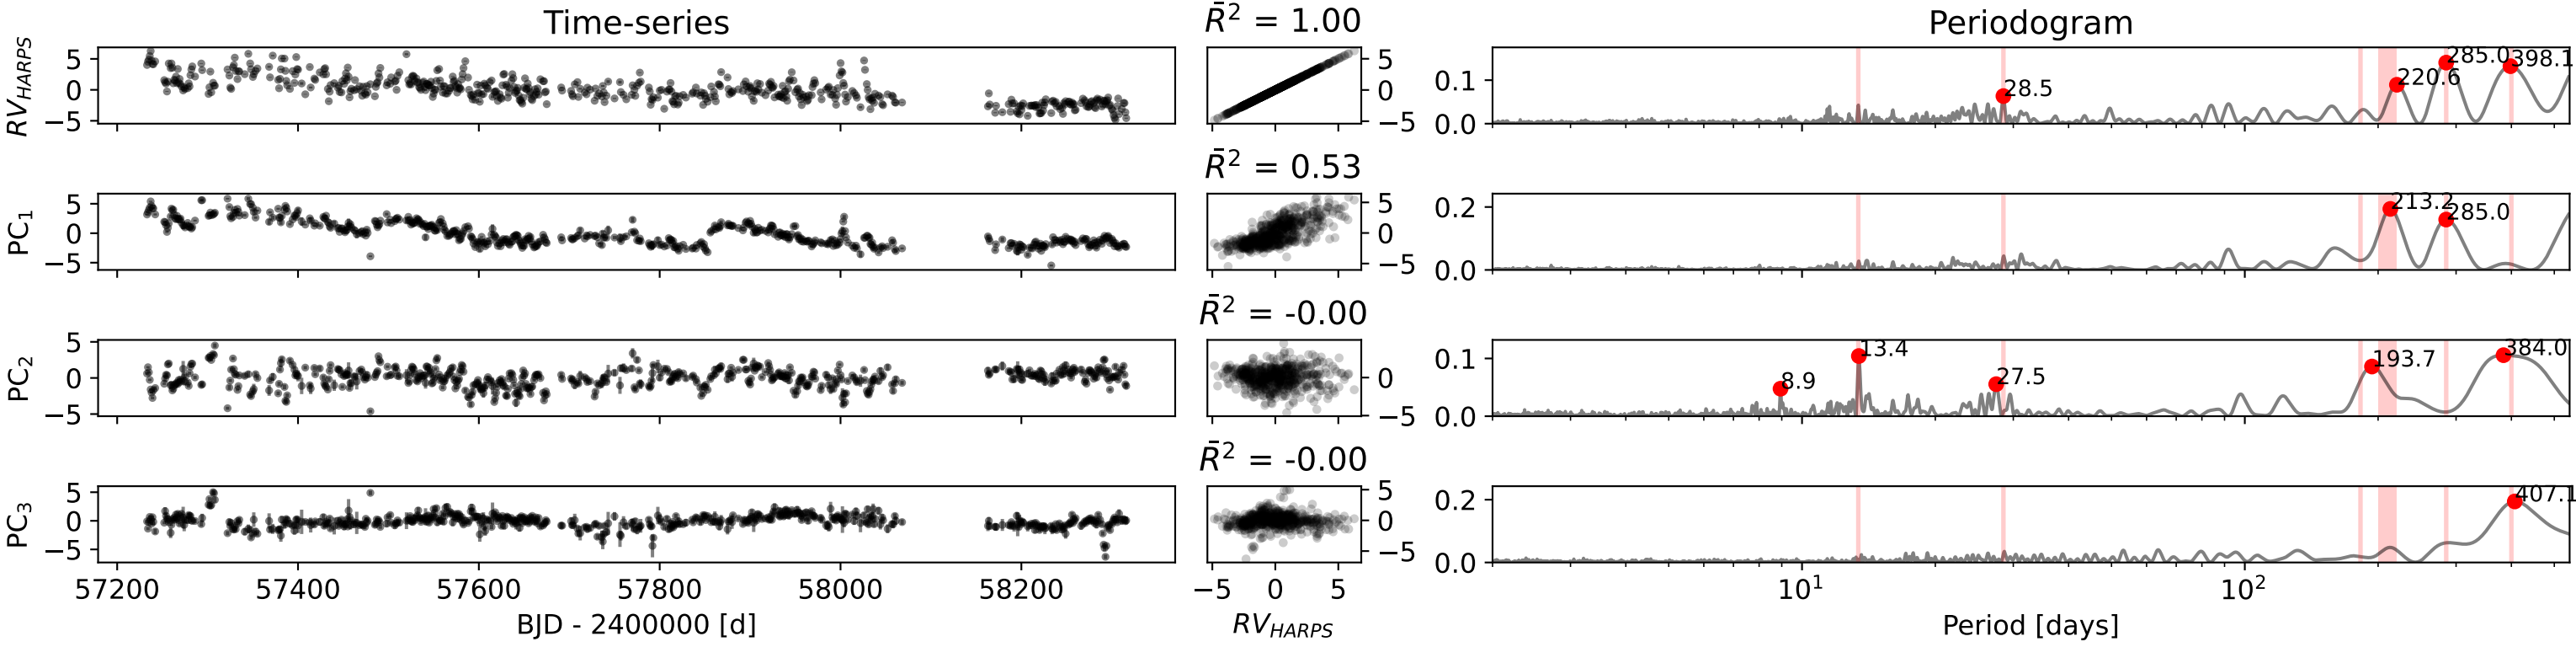 Time-series
R̄² = 1.00
Periodogram
RV_HARPS
5
0
−5
5
0
−5
0.1
0.0
28.5
220.6
285.0
398.1
R̄² = 0.53
PC₁
5
0
−5
5
0
−5
0.2
0.0
213.2
285.0
R̄² = -0.00
PC₂
5
0
−5
0
−5
0.1
0.0
8.9
13.4
27.5
193.7
384.0
R̄² = -0.00
PC₃
5
0
−5
5
0
−5
0.2
0.0
407.1
57200 57400 57600 57800 58000 58200
−5 0 5
10¹ 10²
BJD - 2400000 [d]
RV_HARPS
Period [days]